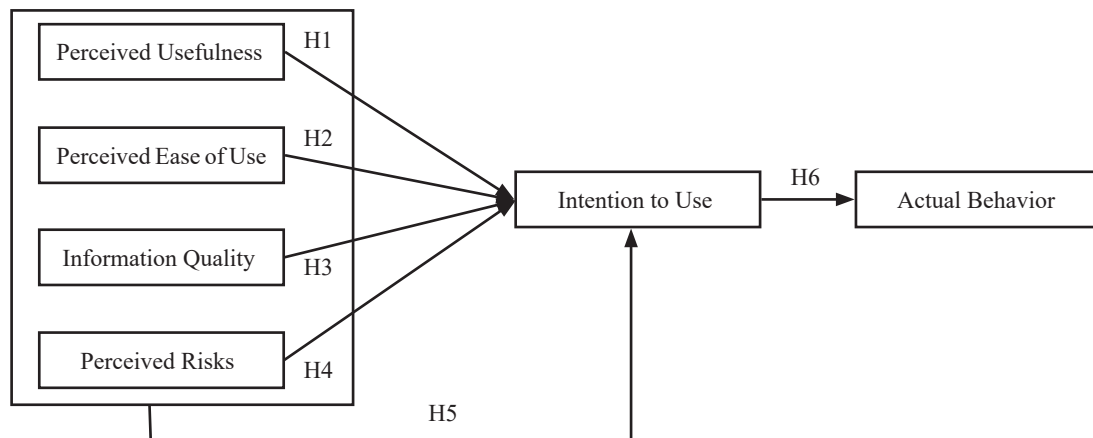 Perceived Usefulness
H1
Perceived Ease of Use
H2
Information Quality
H3
Perceived Risks
H4
H5
Intention to Use
H6
Actual Behavior